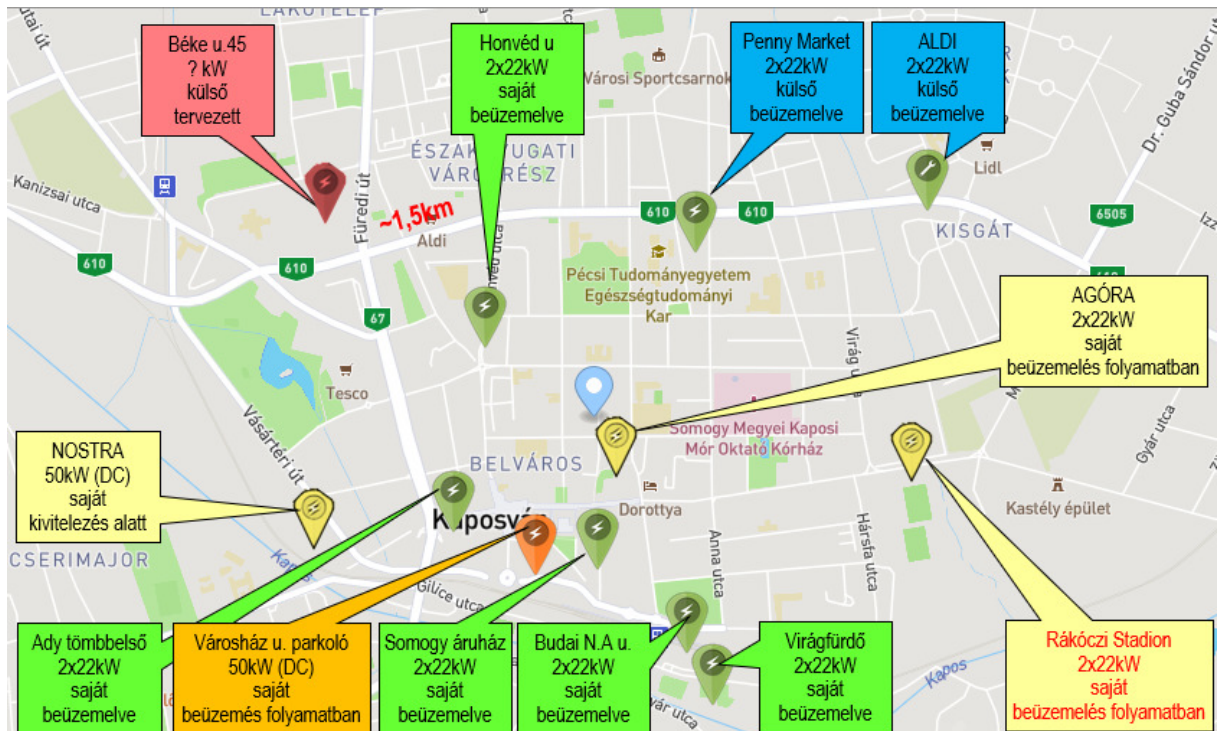 LAKÓTELEP
utai út
Béke u.45
? kW
külső
tervezett
Honvéd u
2x22kW
saját
beüzemelve
Városi Sportcsarnok
Penny Market
2x22kW
külső
beüzemelve
ALDI
2x22kW
külső
beüzemelve
Dr. Guba Sándor u
Lidl
Kanizsai utca
Füredi út
~1,5km
Aldi
610
610
610
610
6505
KISGÁT
Pécsi Tudományegyetem
Egészségtudományi
Kar
67
AGÓRA
2x22kW
saját
beüzemelés folyamatban
Tesco
Vásártéri út
Somogy Megyei Kaposi
Mór Oktató Kórház
Gyár utca
NOSTRA
50kW (DC)
saját
kivitelezés alatt
BELVÁROS
Dorottya
Kastély épület
Kaposvár
CSERIMAJOR
Kapos
Gilice utca
Anna utca
Hársfa utca
Kapos
Ady tömbbelső
2x22kW
saját
beüzemelve
Városház u. parkoló
50kW (DC)
saját
beüzemés folyamatban
Somogy áruház
2x22kW
saját
beüzemelve
Budai N.A u.
2x22kW
saját
beüzemelve
Virágfürdő
2x22kW
saját
beüzemelve
Rákóczi Stadion
2x22kW
saját
beüzemelés folyamatban